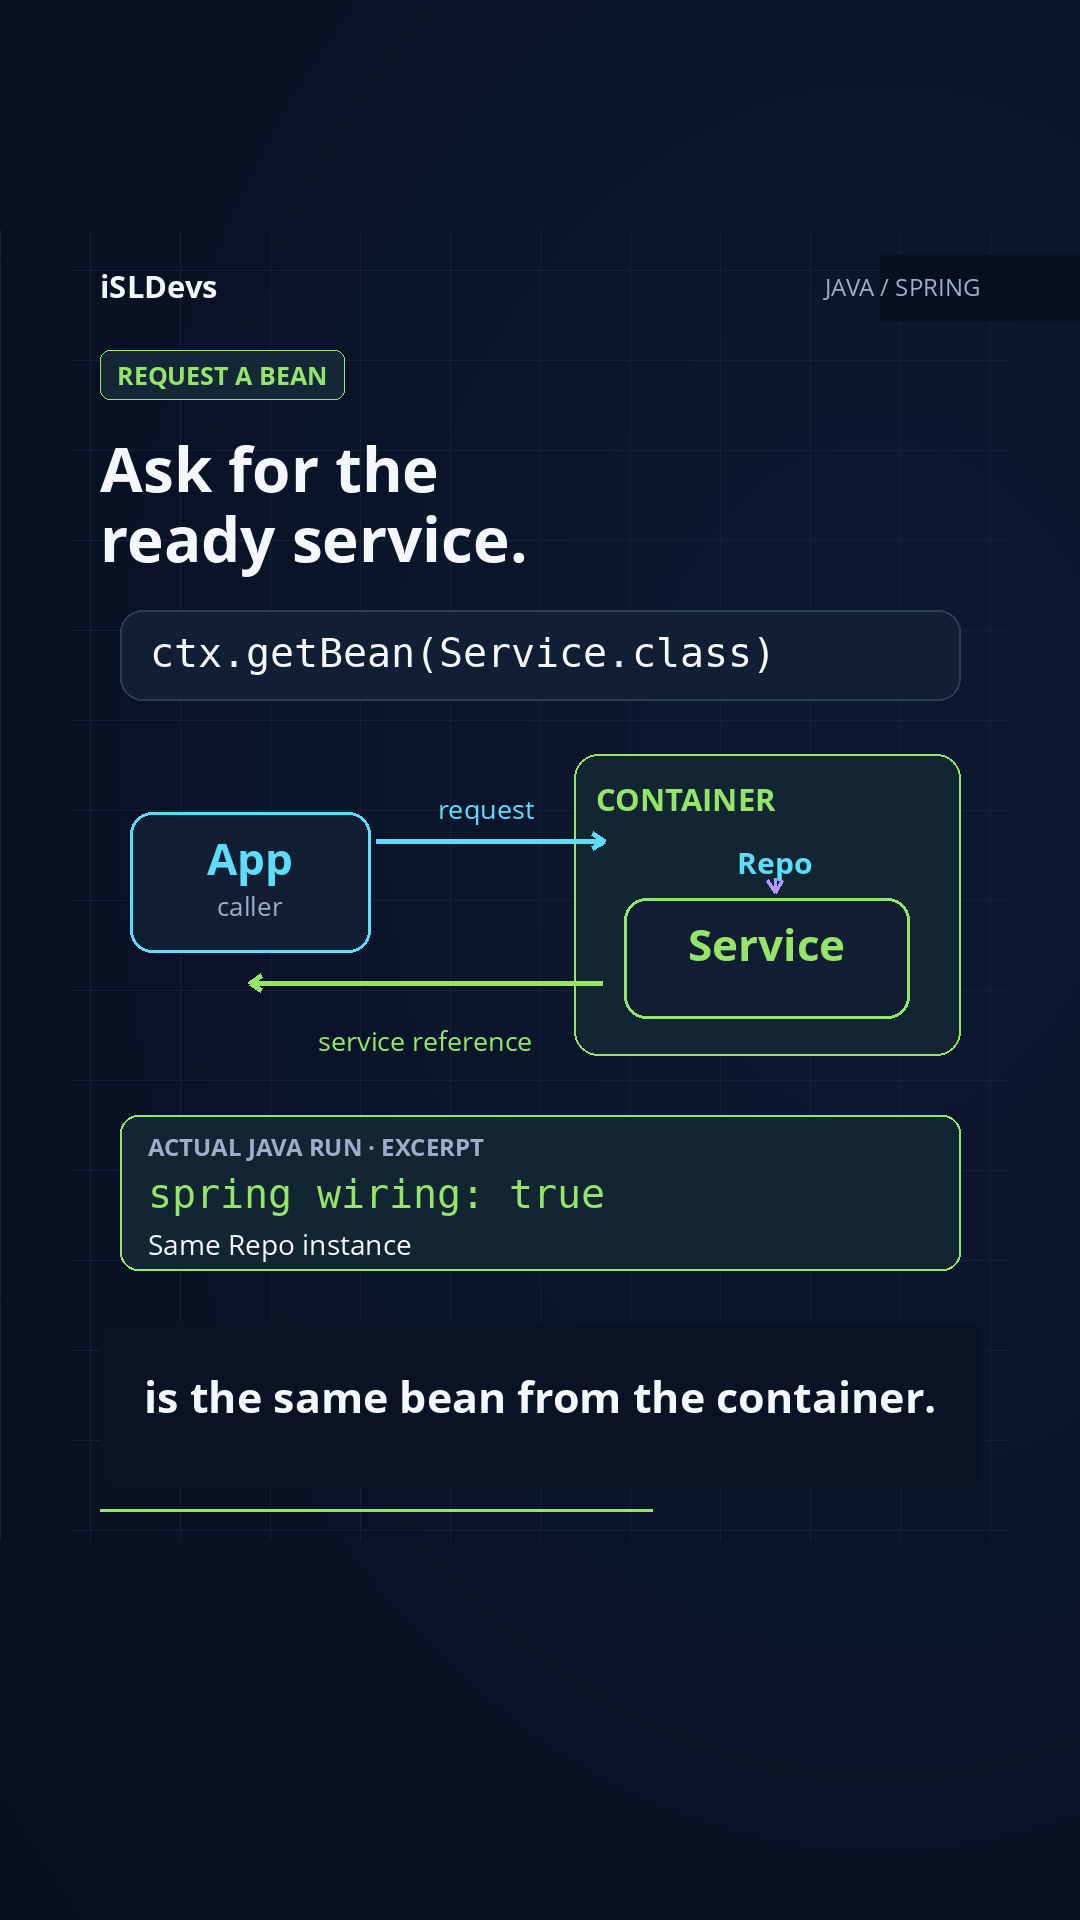 iSLDevs
JAVA / SPRING
REQUEST A BEAN
Ask for the
ready service.
ctx.getBean(Service.class)
CONTAINER
request
Repo
App
caller
Service
service reference
ACTUAL JAVA RUN · EXCERPT
spring wiring: true
Same Repo instance
is the same bean from the container.